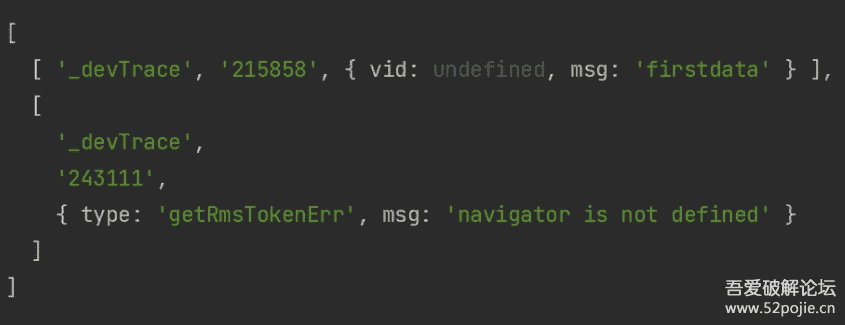 [
  [ '_devTrace', '215858', { vid: undefined, msg: 'firstdata' } ],
  [
    '_devTrace',
    '243111',
    { type: 'getRmsTokenErr', msg: 'navigator is not defined' }
  ]
]
吾爱破解论坛
www.52pojie.cn